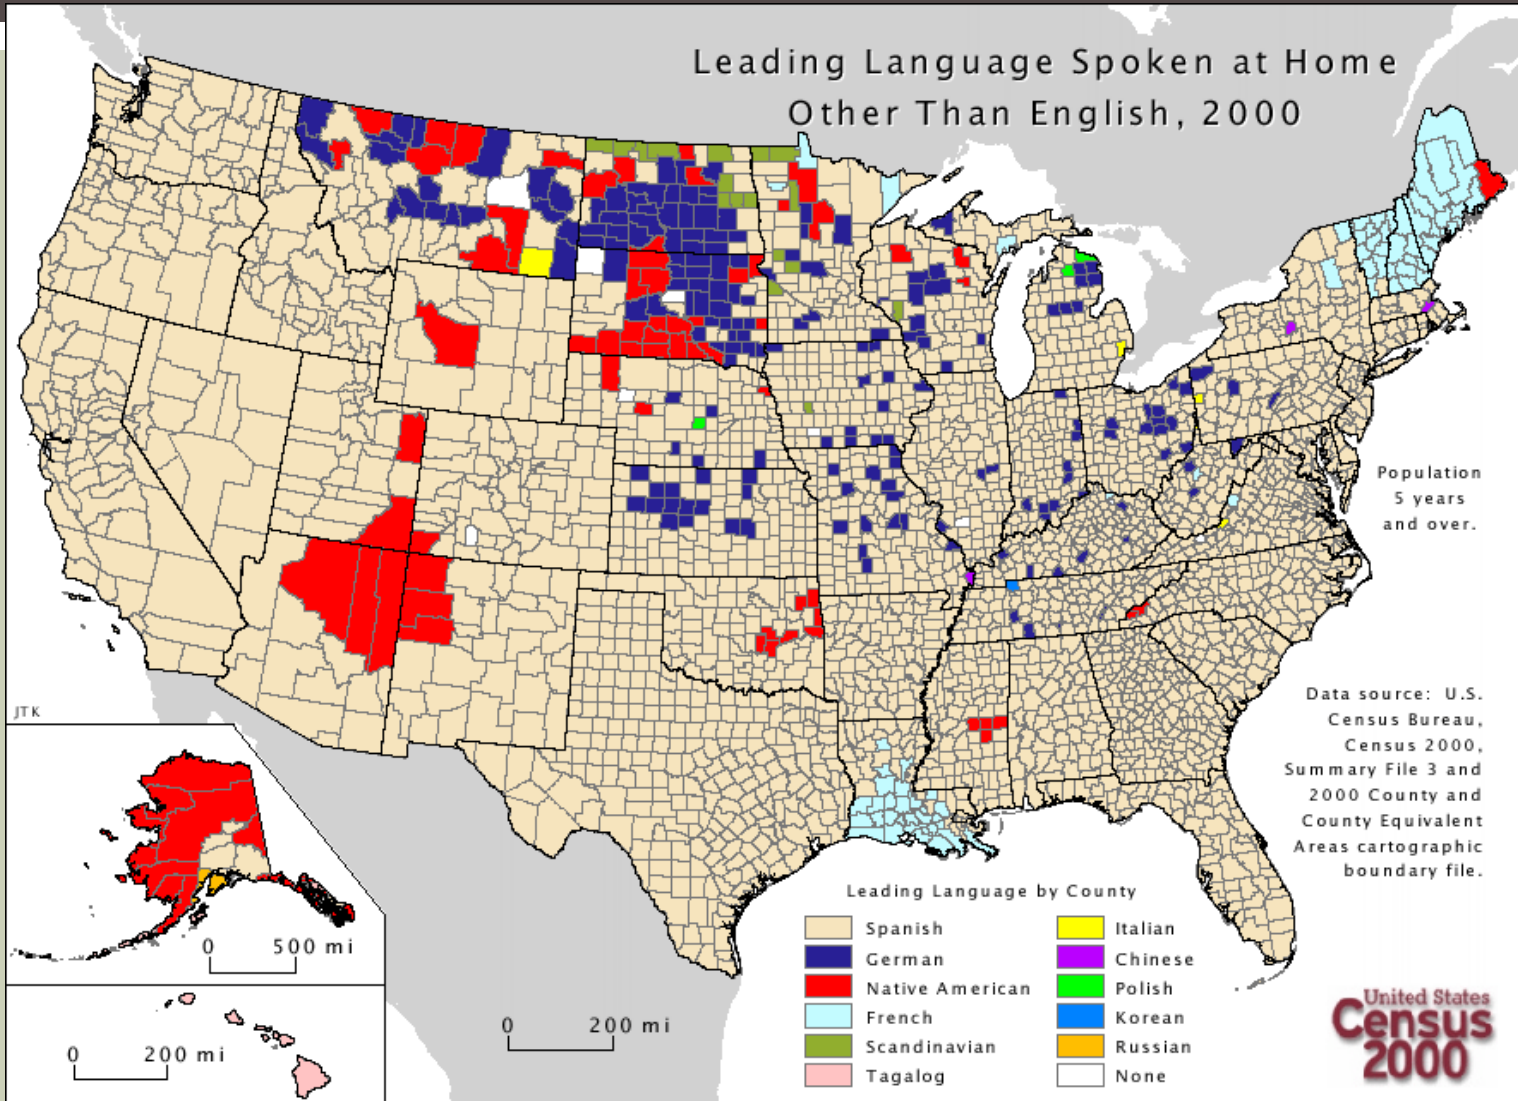 Leading Language Spoken at Home
Other Than English, 2000
Population
5 years
and over.
Data source: U.S.
Census Bureau,
Census 2000,
Summary File 3 and
2000 County and
County Equivalent
Areas cartographic
boundary file.
JTK
0 500 mi
0 200 mi
0 200 mi
Leading Language by County
Spanish
German
Native American
French
Scandinavian
Tagalog
Italian
Chinese
Polish
Korean
Russian
None
United States
Census
2000